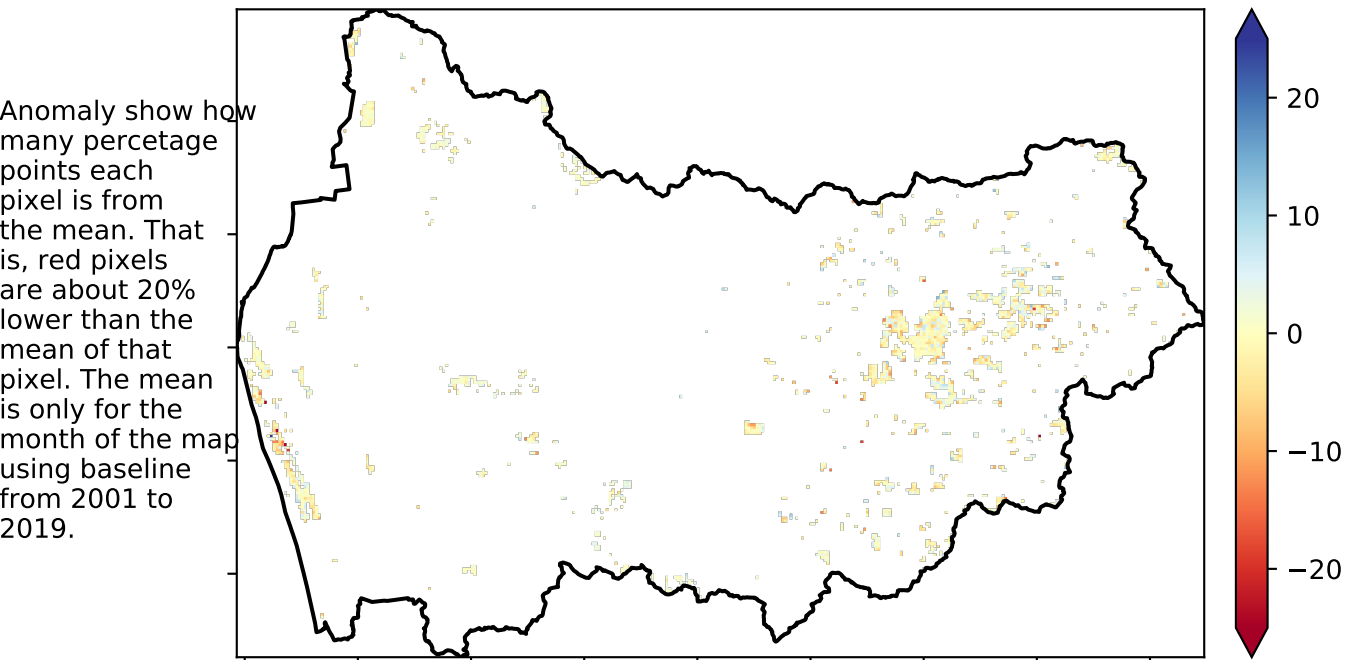 Anomaly show how
many percetage
points each
pixel is from
the mean. That
is, red pixels
are about 20%
lower than the
mean of that
pixel. The mean
is only for the
month of the map
using baseline
from 2001 to
2019.
20
10
0
−10
−20